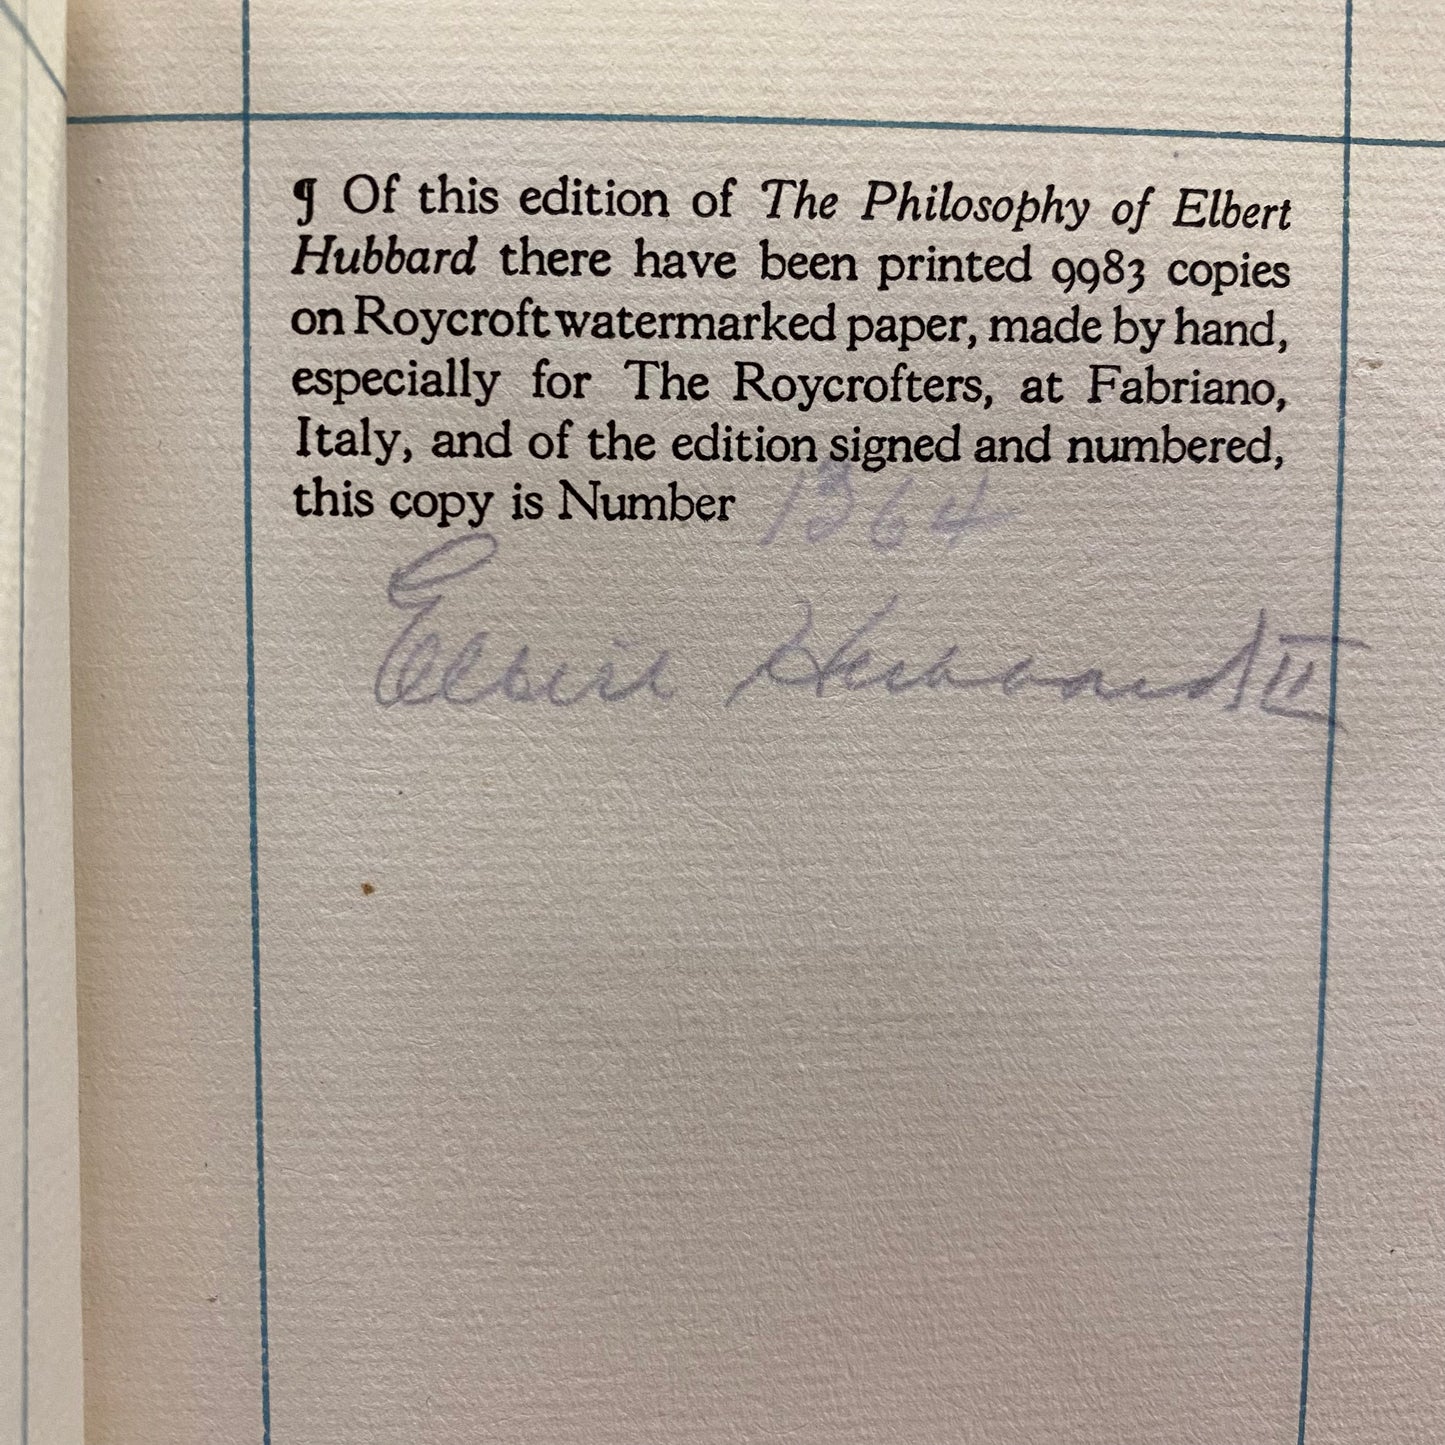 ¶ Of this edition of The Philosophy of Elbert
Hubbard there have been printed 9983 copies
on Roycroft watermarked paper, made by hand,
especially for The Roycrofters, at Fabriano,
Italy, and of the edition signed and numbered,
this copy is Number 1364
Elbert Hubbard II